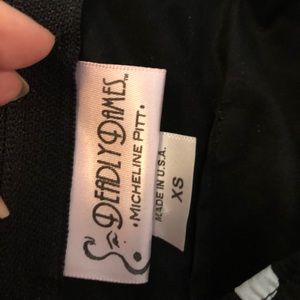 DEADLY DAMES™
•MICHELINE PITT•
MADE IN U.S.A.
XS